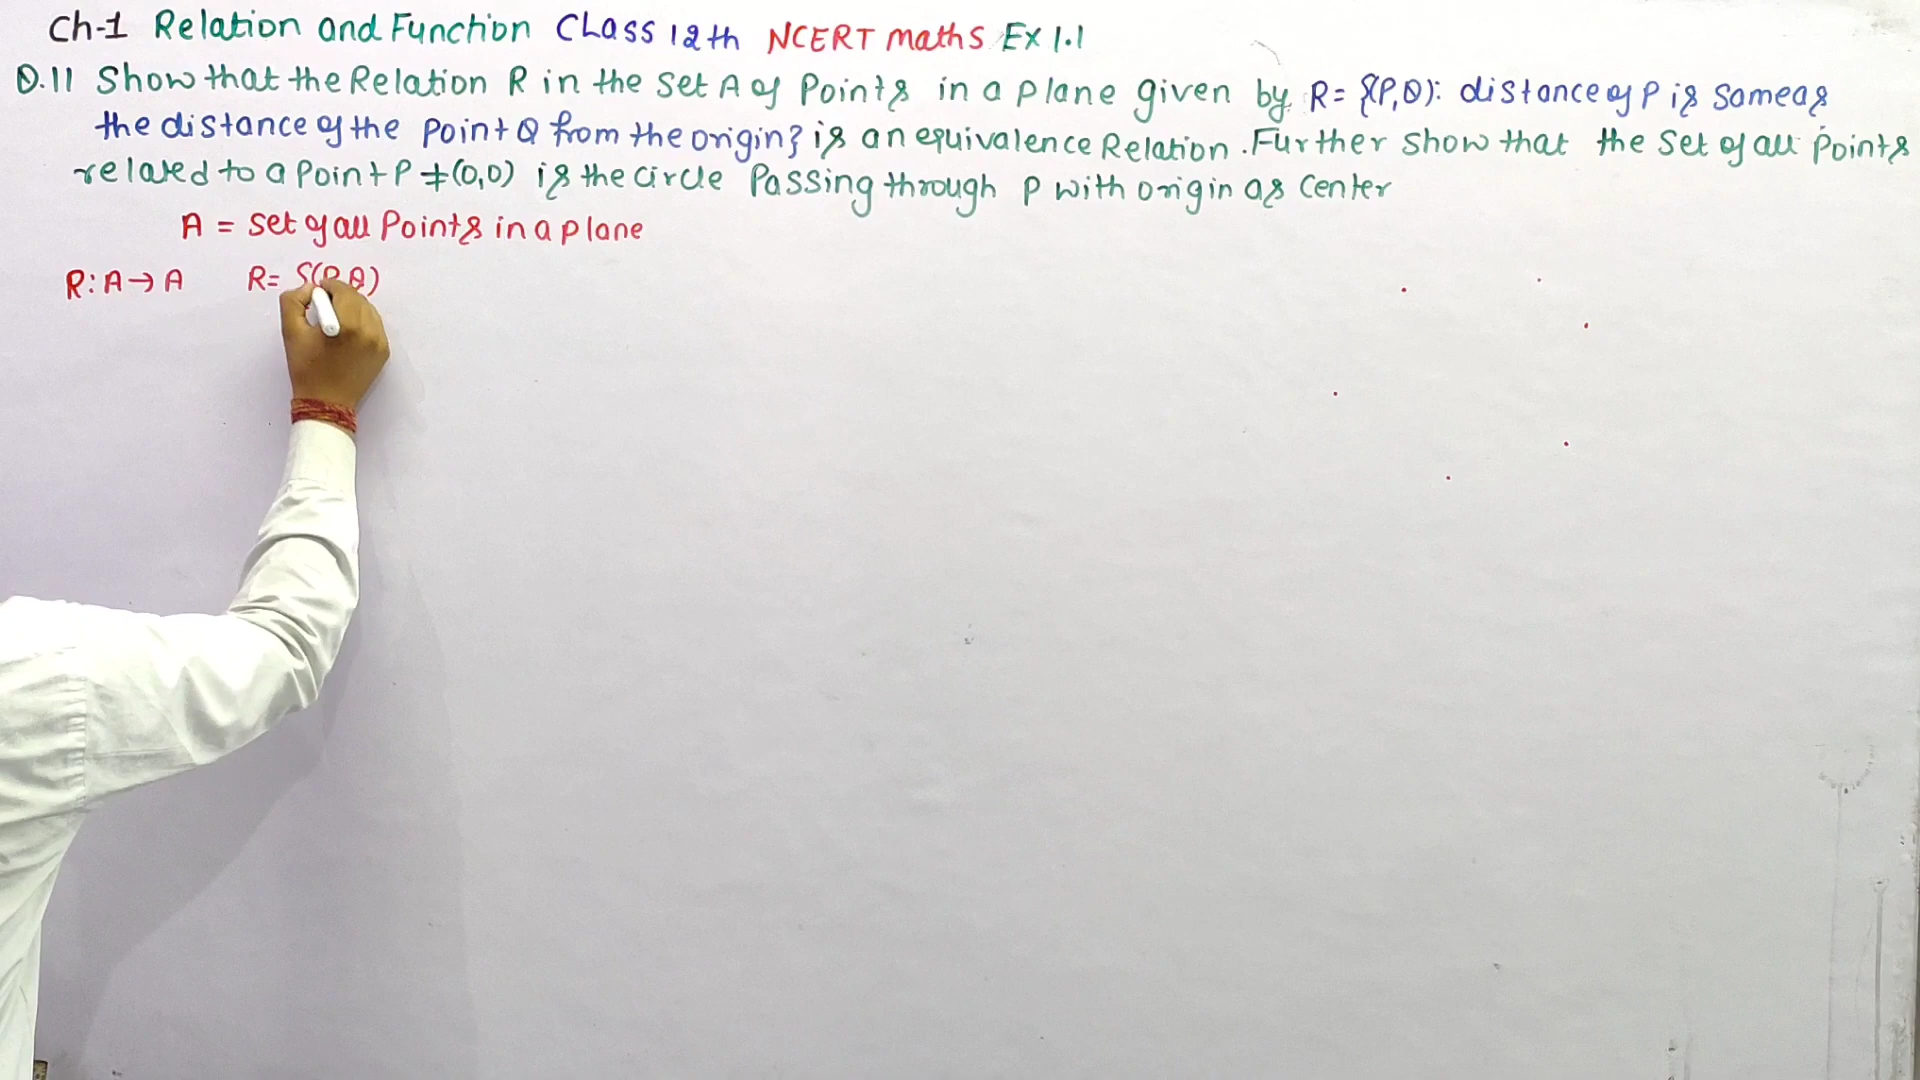 Ch-1 Relation and Function Class 12th NCERT maths Ex 1.1
Q.11 Show that the Relation R in the set A of Points in a plane given by R = {(P,Q): distance of P is same as
the distance of the point Q from the origin} is an equivalence Relation. Further show that the set of all Points
related to a point P ≠ (0,0) is the circle Passing through P with origin as center
A = set of all Points in a plane
R: A → A R= {(P,Q)